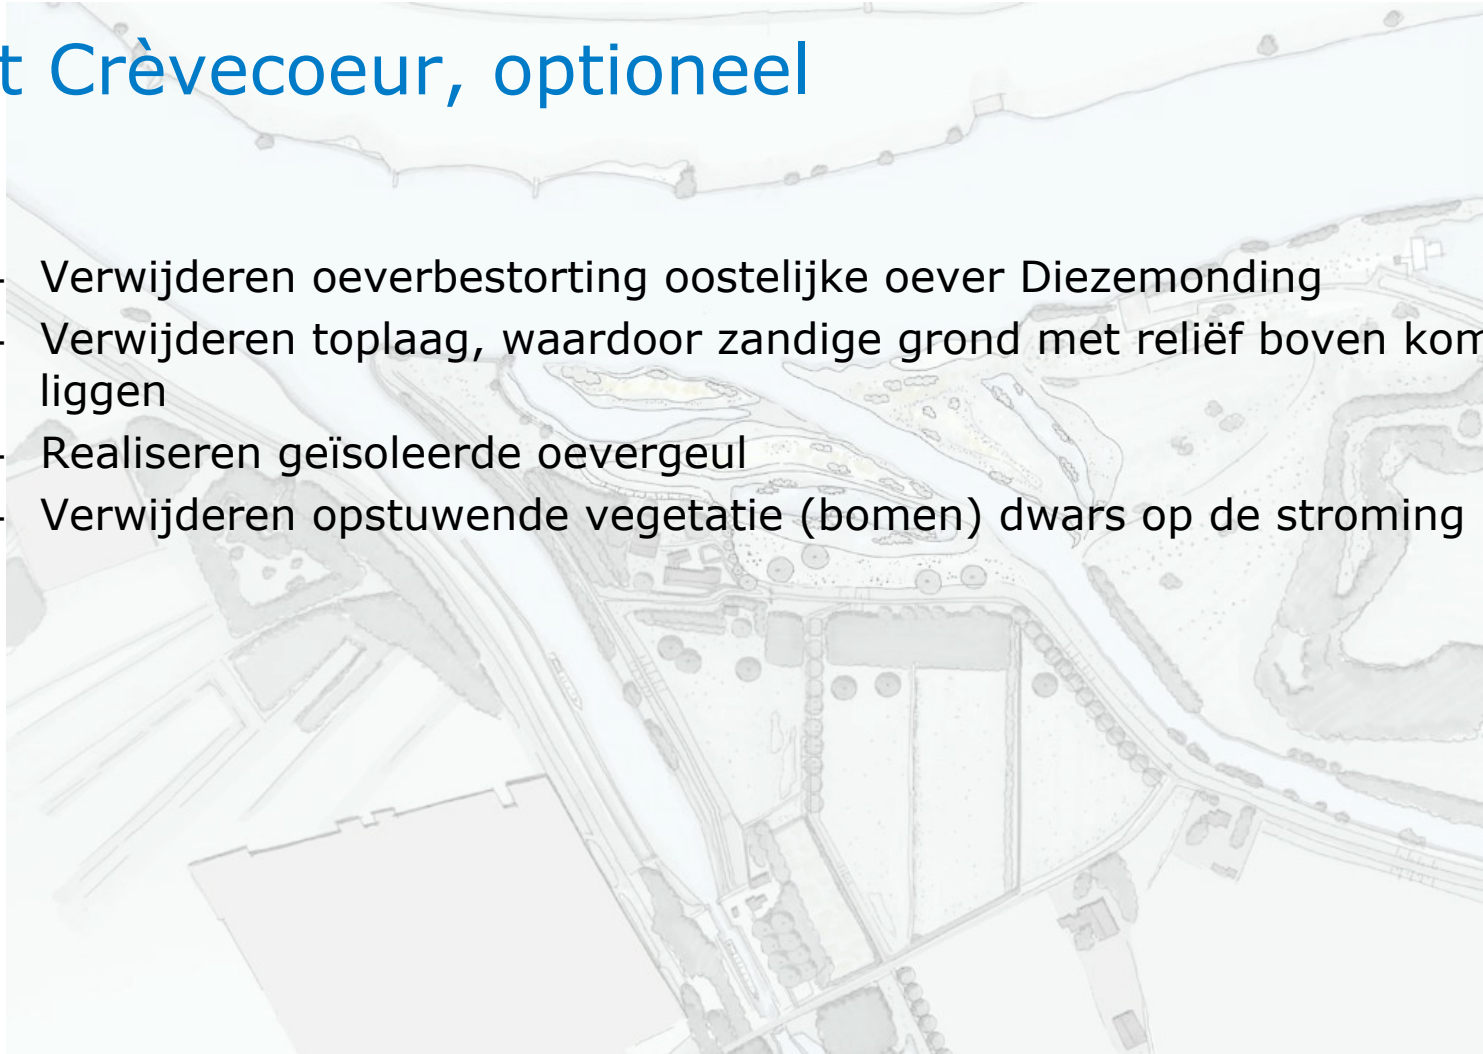 t Crèvecoeur, optioneel
- Verwijderen oeverbestorting oostelijke oever Diezemonding
- Verwijderen toplaag, waardoor zandige grond met reliëf boven kom
liggen
- Realiseren geïsoleerde oevergeul
- Verwijderen opstuwende vegetatie (bomen) dwars op de stroming